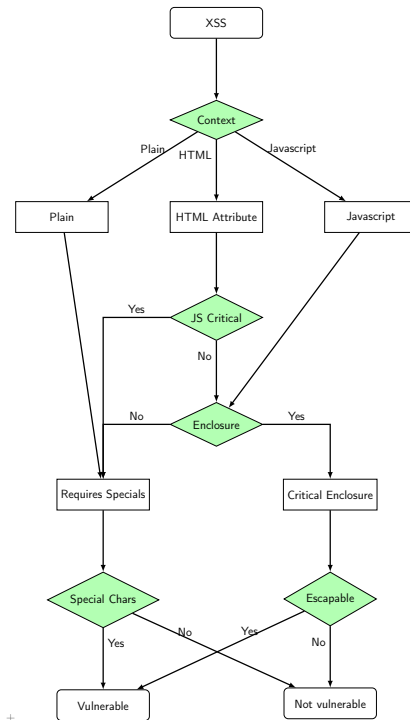 XSS
Context
Plain
HTML
Javascript
Plain
HTML Attribute
Javascript
JS Critical
Yes
No
Enclosure
No
Yes
Requires Specials
Critical Enclosure
Special Chars
Escapable
Yes
No
Yes
No
Vulnerable
Not vulnerable